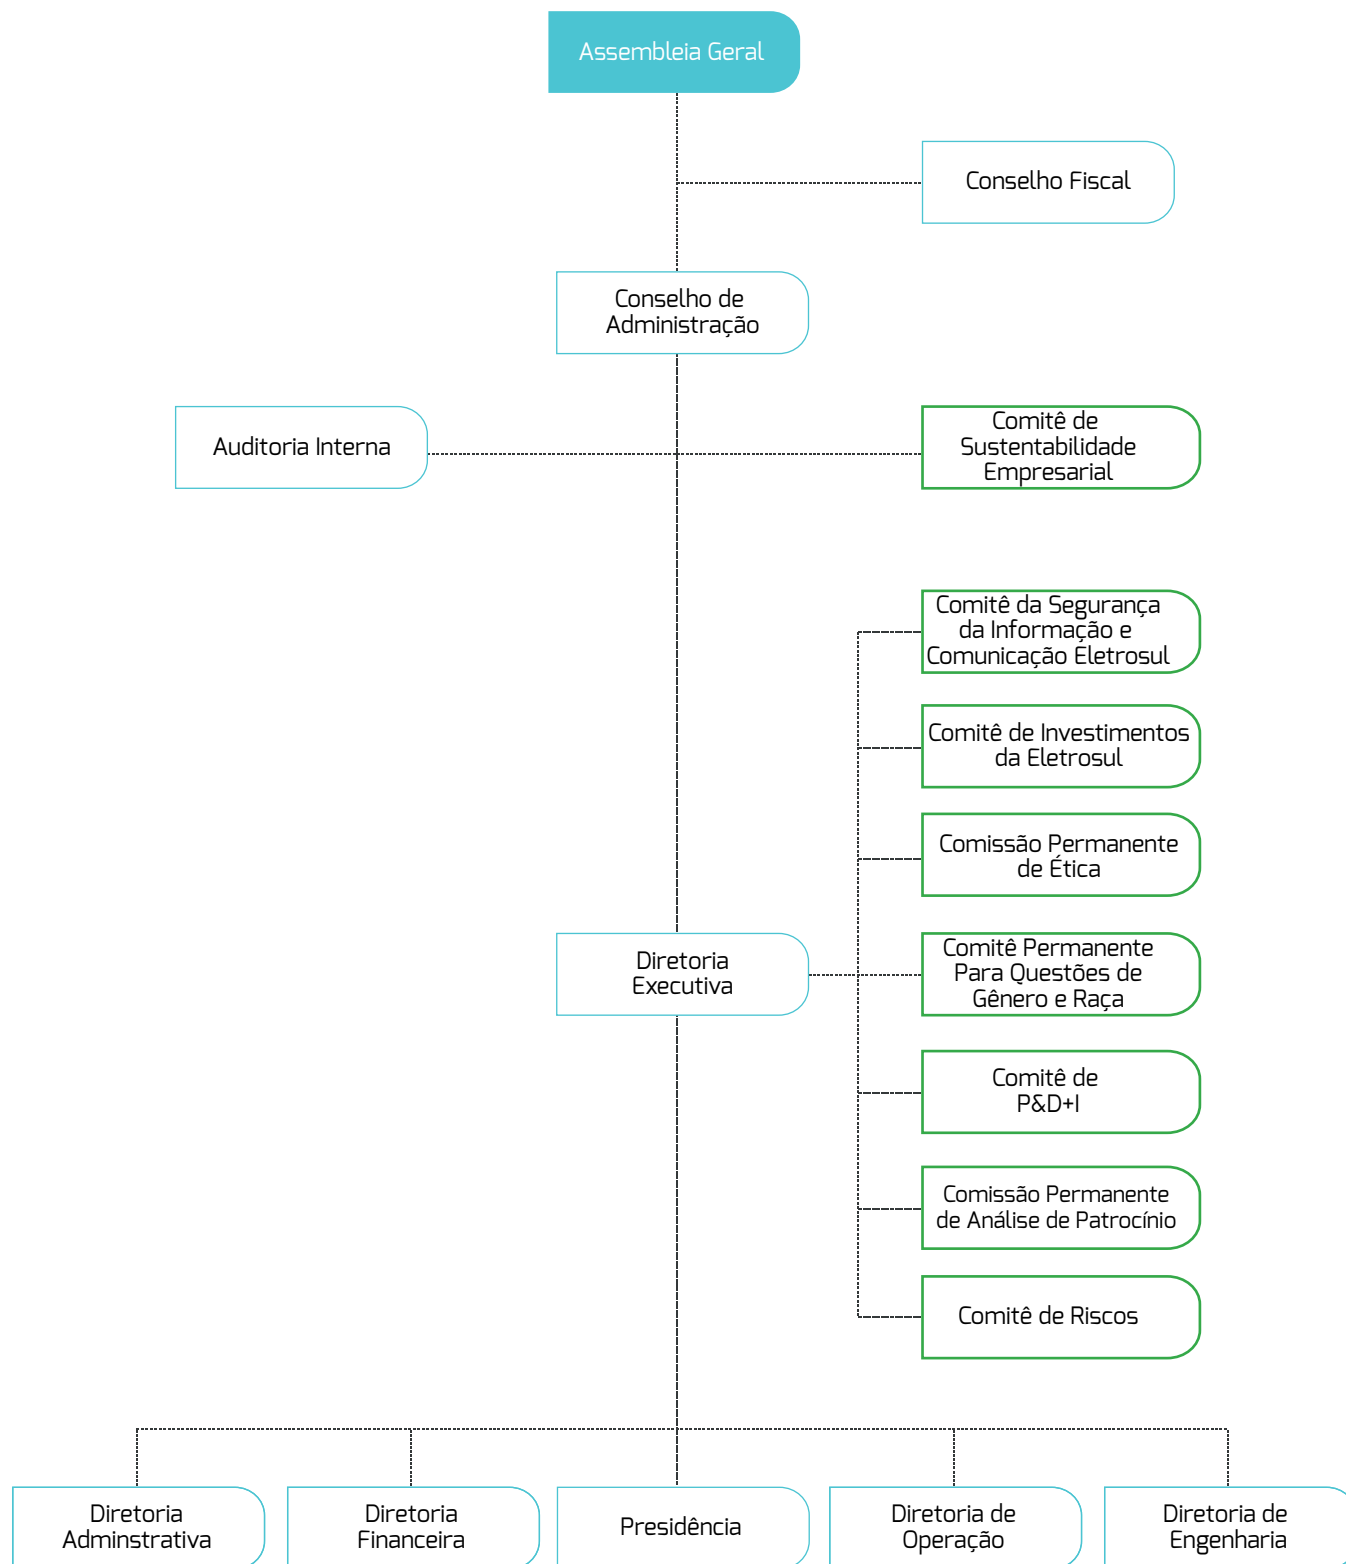 Assembleia Geral
Conselho Fiscal
Conselho de
Administração
Auditoria Interna
Comitê de
Sustentabilidade
Empresarial
Comitê da Segurança
da Informação e
Comunicação Eletrosul
Comitê de Investimentos
da Eletrosul
Comissão Permanente
de Ética
Diretoria
Executiva
Comitê Permanente
Para Questões de
Gênero e Raça
Comitê de
P&D+I
Comissão Permanente
de Análise de Patrocínio
Comitê de Riscos
Diretoria
Adminstrativa
Diretoria
Financeira
Presidência
Diretoria de
Operação
Diretoria de
Engenharia